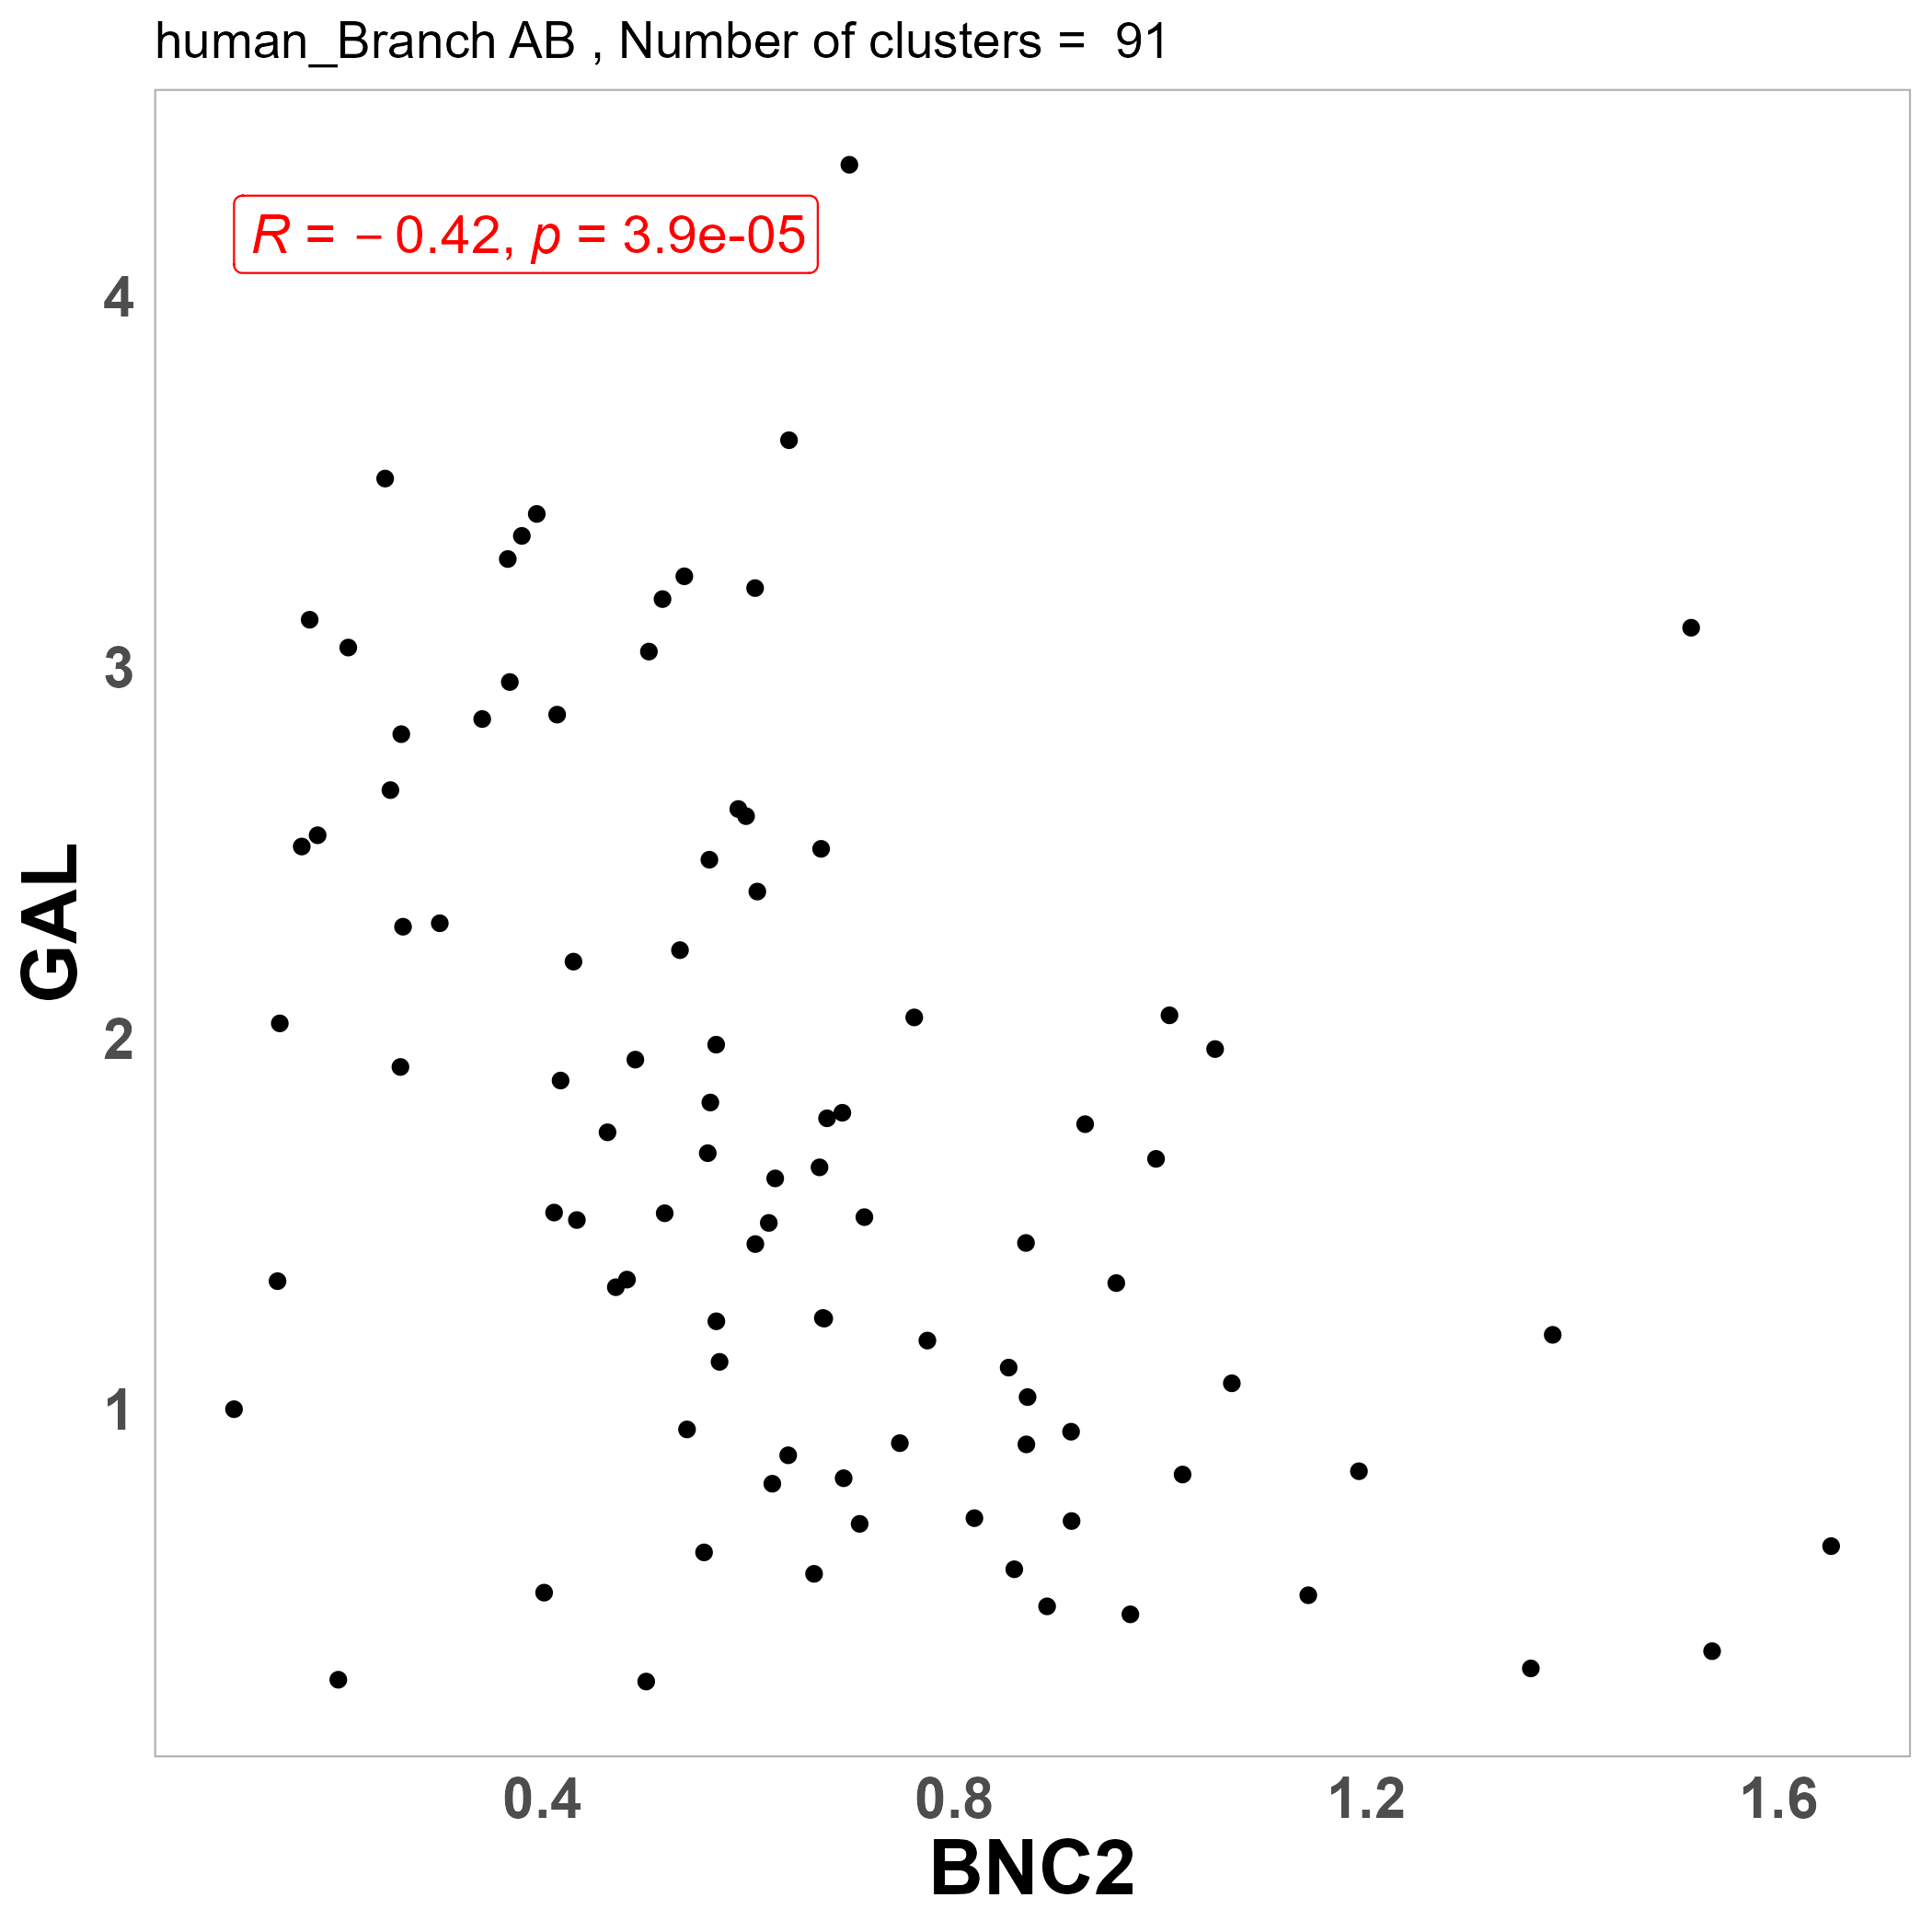 human_Branch AB , Number of clusters =  91
R = – 0.42, p = 3.9e-05
4
3
2
1
GAL
0.4 0.8 1.2 1.6
BNC2